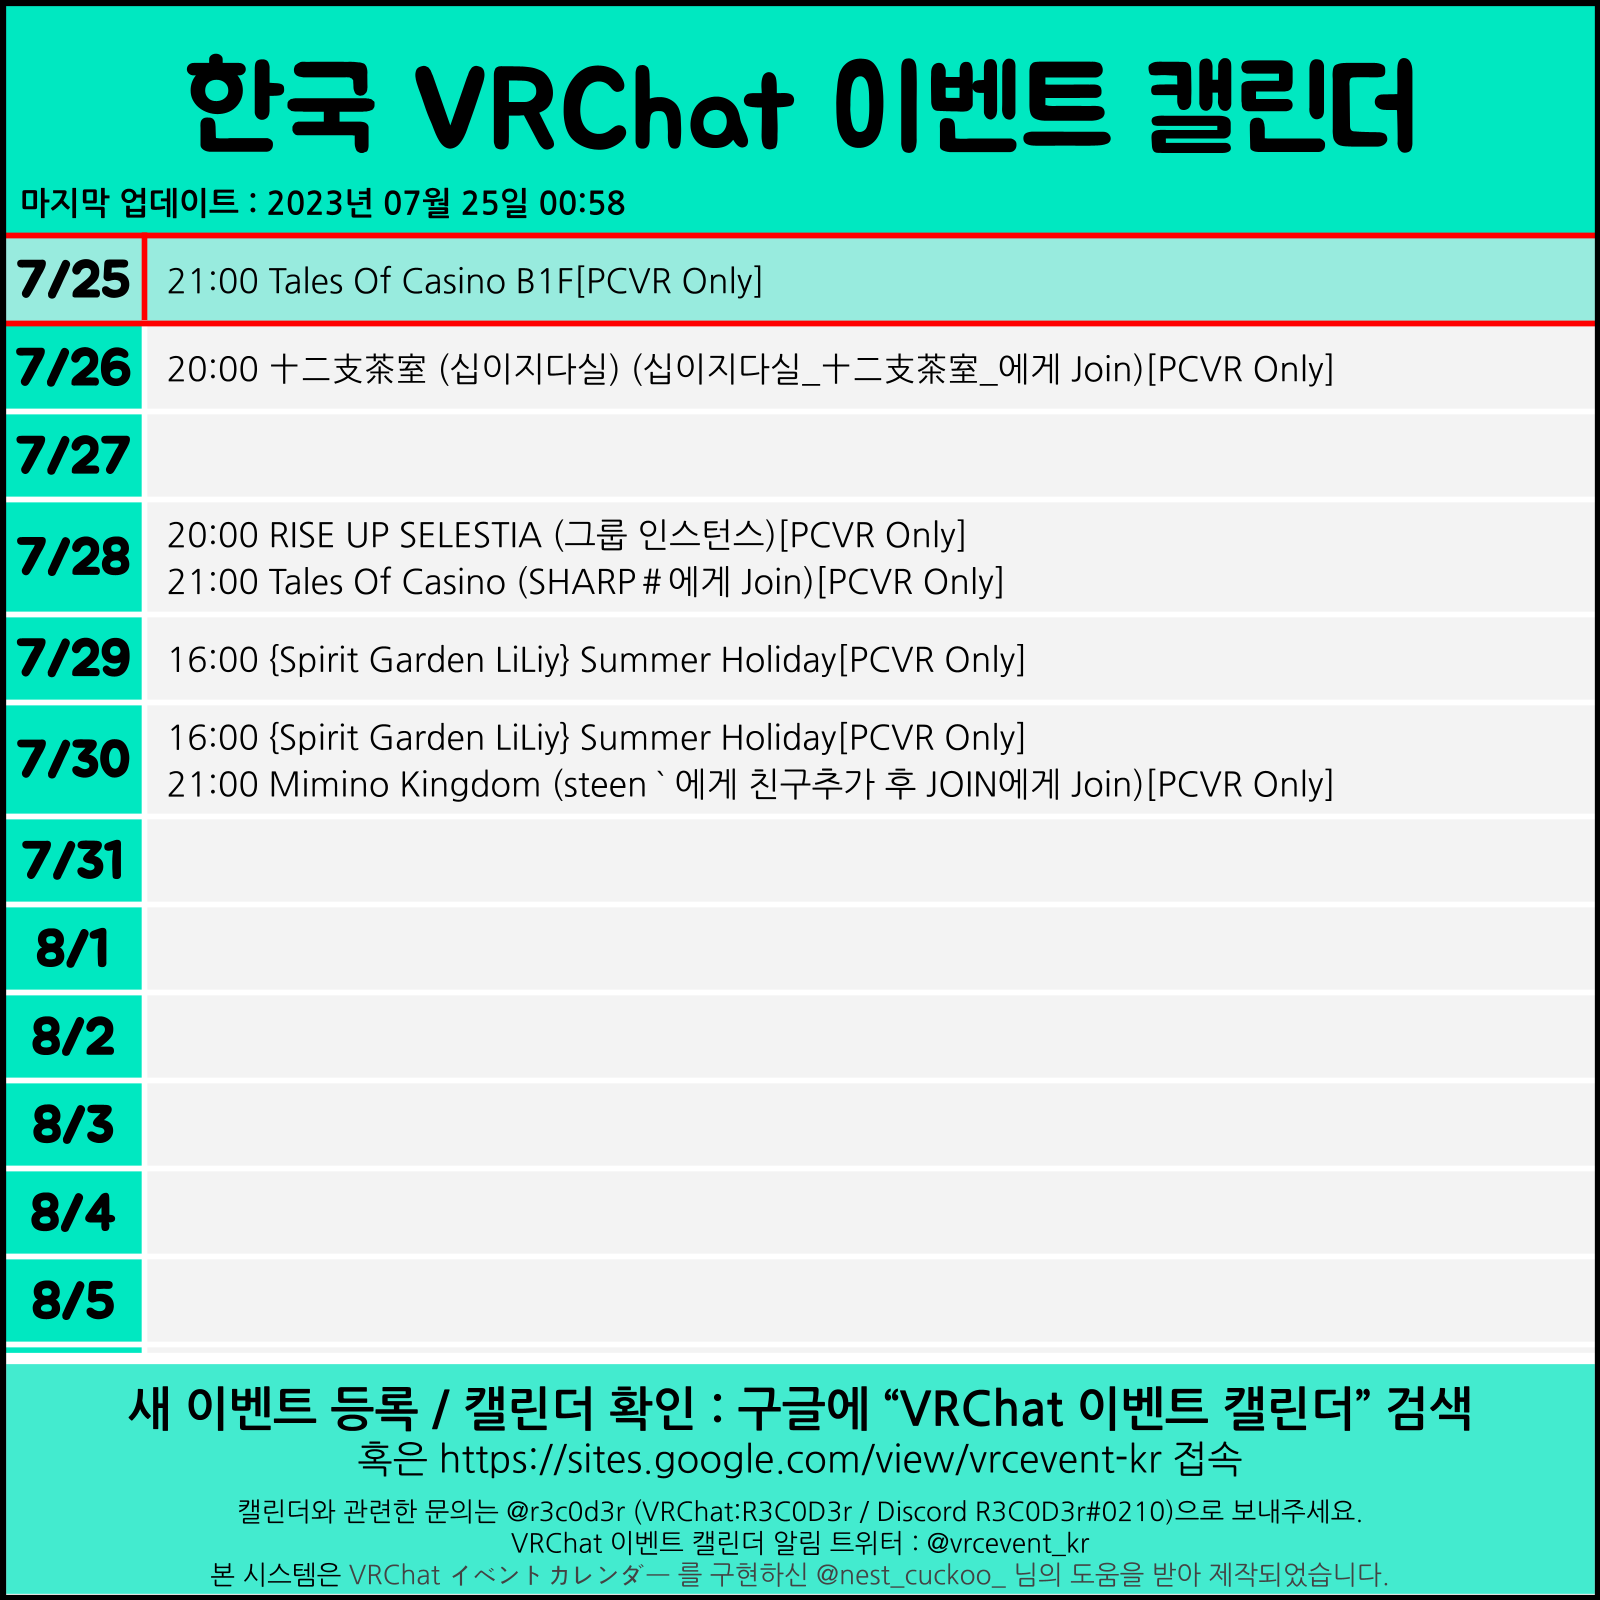 한국 VRChat 이벤트 캘린더
마지막 업데이트 : 2023년 07월 25일 00:58
7/25 21:00 Tales Of Casino B1F[PCVR Only]
7/26 20:00 十二支茶室 (십이지다실) (십이지다실_十二支茶室_에게 Join)[PCVR Only]
7/27
7/28
20:00 RISE UP SELESTIA (그룹 인스턴스)[PCVR Only]
21:00 Tales Of Casino (SHARP＃에게 Join)[PCVR Only]
7/29 16:00 {Spirit Garden LiLiy} Summer Holiday[PCVR Only]
7/30
16:00 {Spirit Garden LiLiy} Summer Holiday[PCVR Only]
21:00 Mimino Kingdom (steen｀에게 친구추가 후 JOIN에게 Join)[PCVR Only]
7/31
8/1
8/2
8/3
8/4
8/5
새 이벤트 등록 / 캘린더 확인 : 구글에 “VRChat 이벤트 캘린더” 검색
혹은 https://sites.google.com/view/vrcevent-kr 접속
캘린더와 관련한 문의는 @r3c0d3r (VRChat:R3C0D3r / Discord R3C0D3r#0210)으로 보내주세요.
VRChat 이벤트 캘린더 알림 트위터 : @vrcevent_kr
본 시스템은 VRChat イベントカレンダー 를 구현하신 @nest_cuckoo_ 님의 도움을 받아 제작되었습니다.